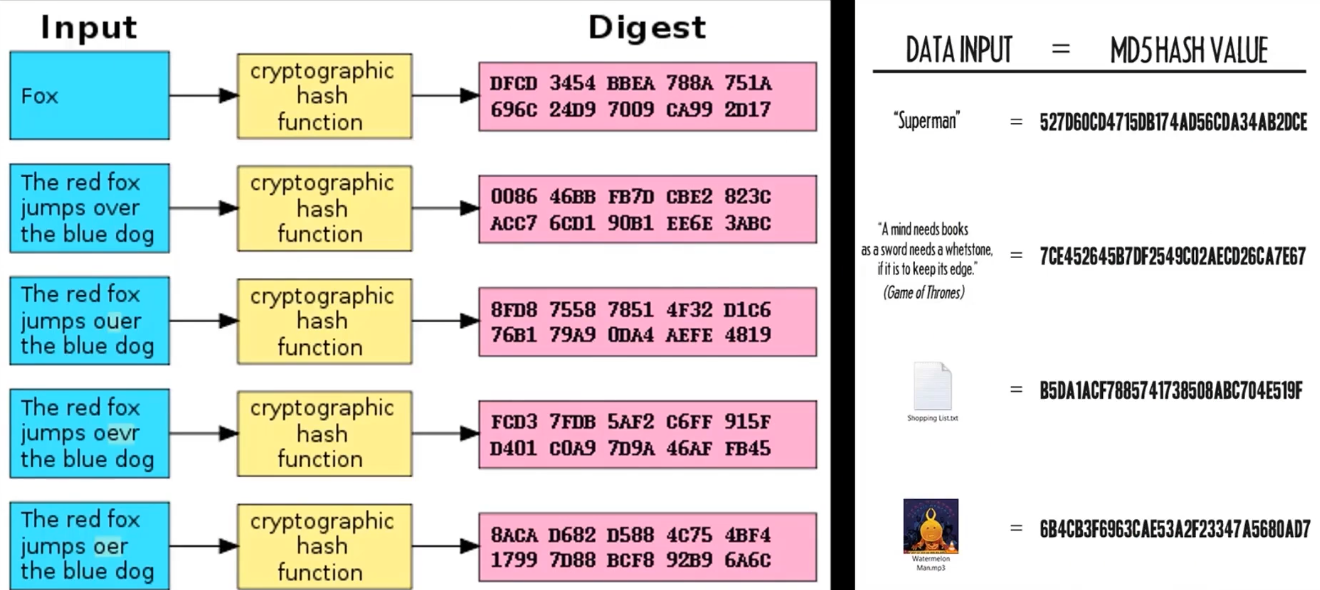 Input
Digest
Fox
cryptographic
hash
function
DFCD 3454 BBEA 788A 751A
696C 24D9 7009 CA99 2D17
The red fox
jumps over
the blue dog
cryptographic
hash
function
0086 46BB FB7D CBE2 823C
ACC7 6CD1 90B1 EE6E 3ABC
The red fox
jumps ouer
the blue dog
cryptographic
hash
function
8FD8 7558 7851 4F32 D1C6
76B1 79A9 0DA4 AEFE 4819
The red fox
jumps oevr
the blue dog
cryptographic
hash
function
FCD3 7FDB 5AF2 C6FF 915F
D401 C0A9 7D9A 46AF FB45
The red fox
jumps oer
the blue dog
cryptographic
hash
function
8ACA D682 D588 4C75 4BF4
1799 7D88 BCF8 92B9 6A6C
DATA INPUT = MD5 HASH VALUE
"Superman" = 527D60CD4715DB174AD56CDA34AB2DCE
"A mind needs books
as a sword needs a whetstone,
if it is to keep its edge."
(Game of Thrones)
= 7CE452645B7DF2549C02AECD26CA7E67
Shopping List.txt
= B5DA1ACF7885741738508ABC704E519F
Watermelon
Man.mp3
= 6B4CB3F6963CAE53A2F23347A5680AD7